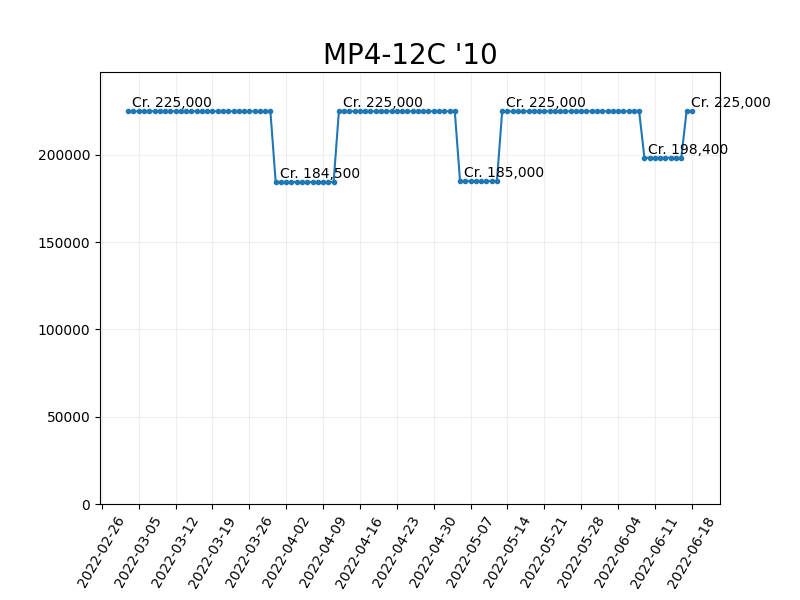 MP4-12C '10
Cr. 225,000
Cr. 225,000
Cr. 225,000
Cr. 225,000
Cr. 184,500
Cr. 185,000
Cr. 198,400
200000
150000
100000
50000
0
2022-02-26
2022-03-05
2022-03-12
2022-03-19
2022-03-26
2022-04-02
2022-04-09
2022-04-16
2022-04-23
2022-04-30
2022-05-07
2022-05-14
2022-05-21
2022-05-28
2022-06-04
2022-06-11
2022-06-18